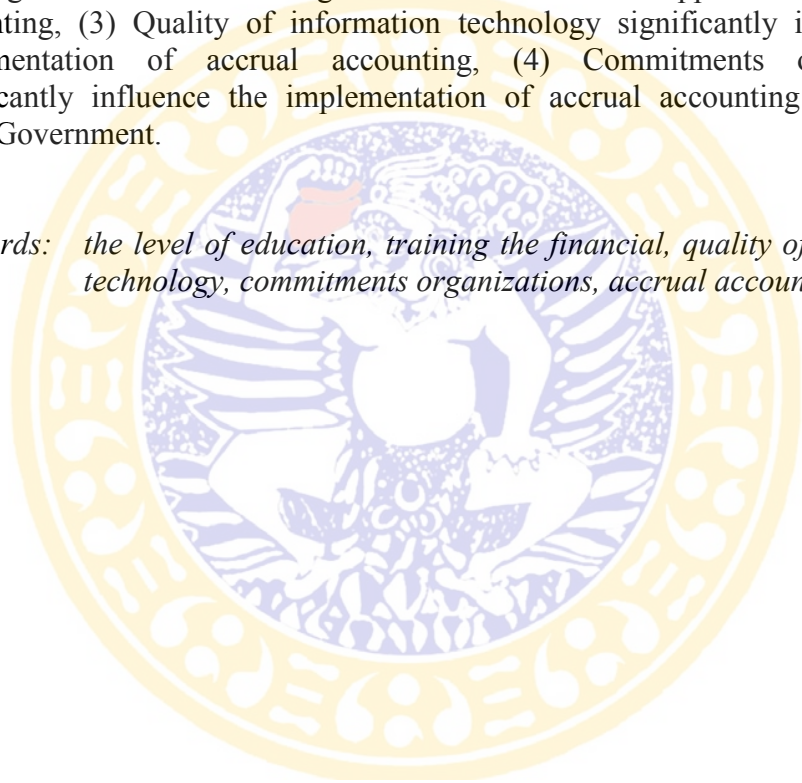 nting, (3) Quality of information technology significantly i
mentation of accrual accounting, (4) Commitments o
cantly influence the implementation of accrual accounting
Government.
rds: the level of education, training the financial, quality of
technology, commitments organizations, accrual accoun